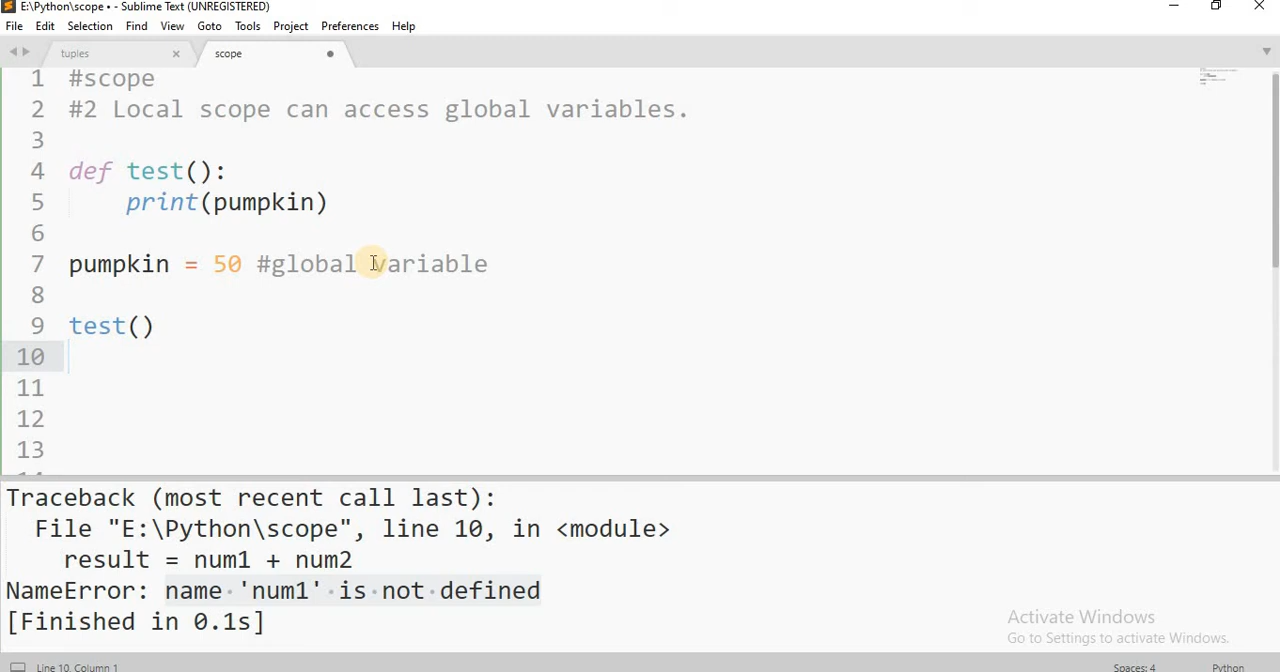 E:\Python\scope • - Sublime Text (UNREGISTERED)
File Edit Selection Find View Goto Tools Project Preferences Help
tuples scope
1 #scope
2 #2 Local scope can access global variables.
3
4 def test():
5 print(pumpkin)
6
7 pumpkin = 50 #global variable
8
9 test()
10
11
12
13
Traceback (most recent call last):
File "E:\Python\scope", line 10, in <module>
result = num1 + num2
NameError: name 'num1' is not defined
[Finished in 0.1s]
Activate Windows
Go to Settings to activate Windows.
Line 10, Column 1 Spaces: 4 Python